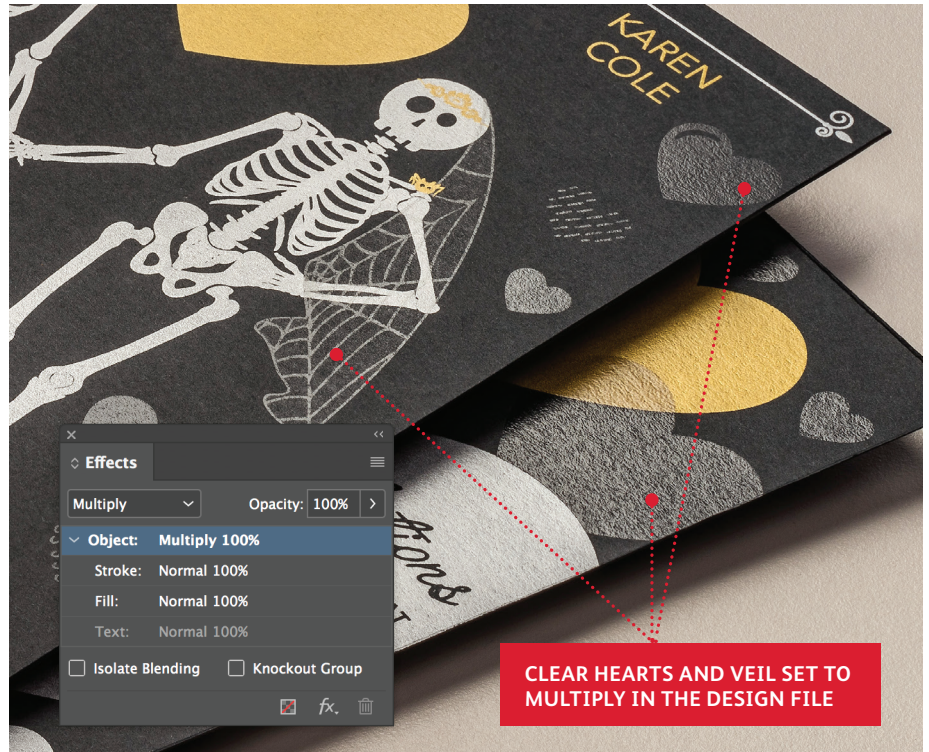 KAREN
COLE
Effects
Multiply
Opacity: 100%
Object: Multiply 100%
Stroke: Normal 100%
Fill: Normal 100%
Text: Normal 100%
Isolate Blending
Knockout Group
fx.
CLEAR HEARTS AND VEIL SET TO
MULTIPLY IN THE DESIGN FILE